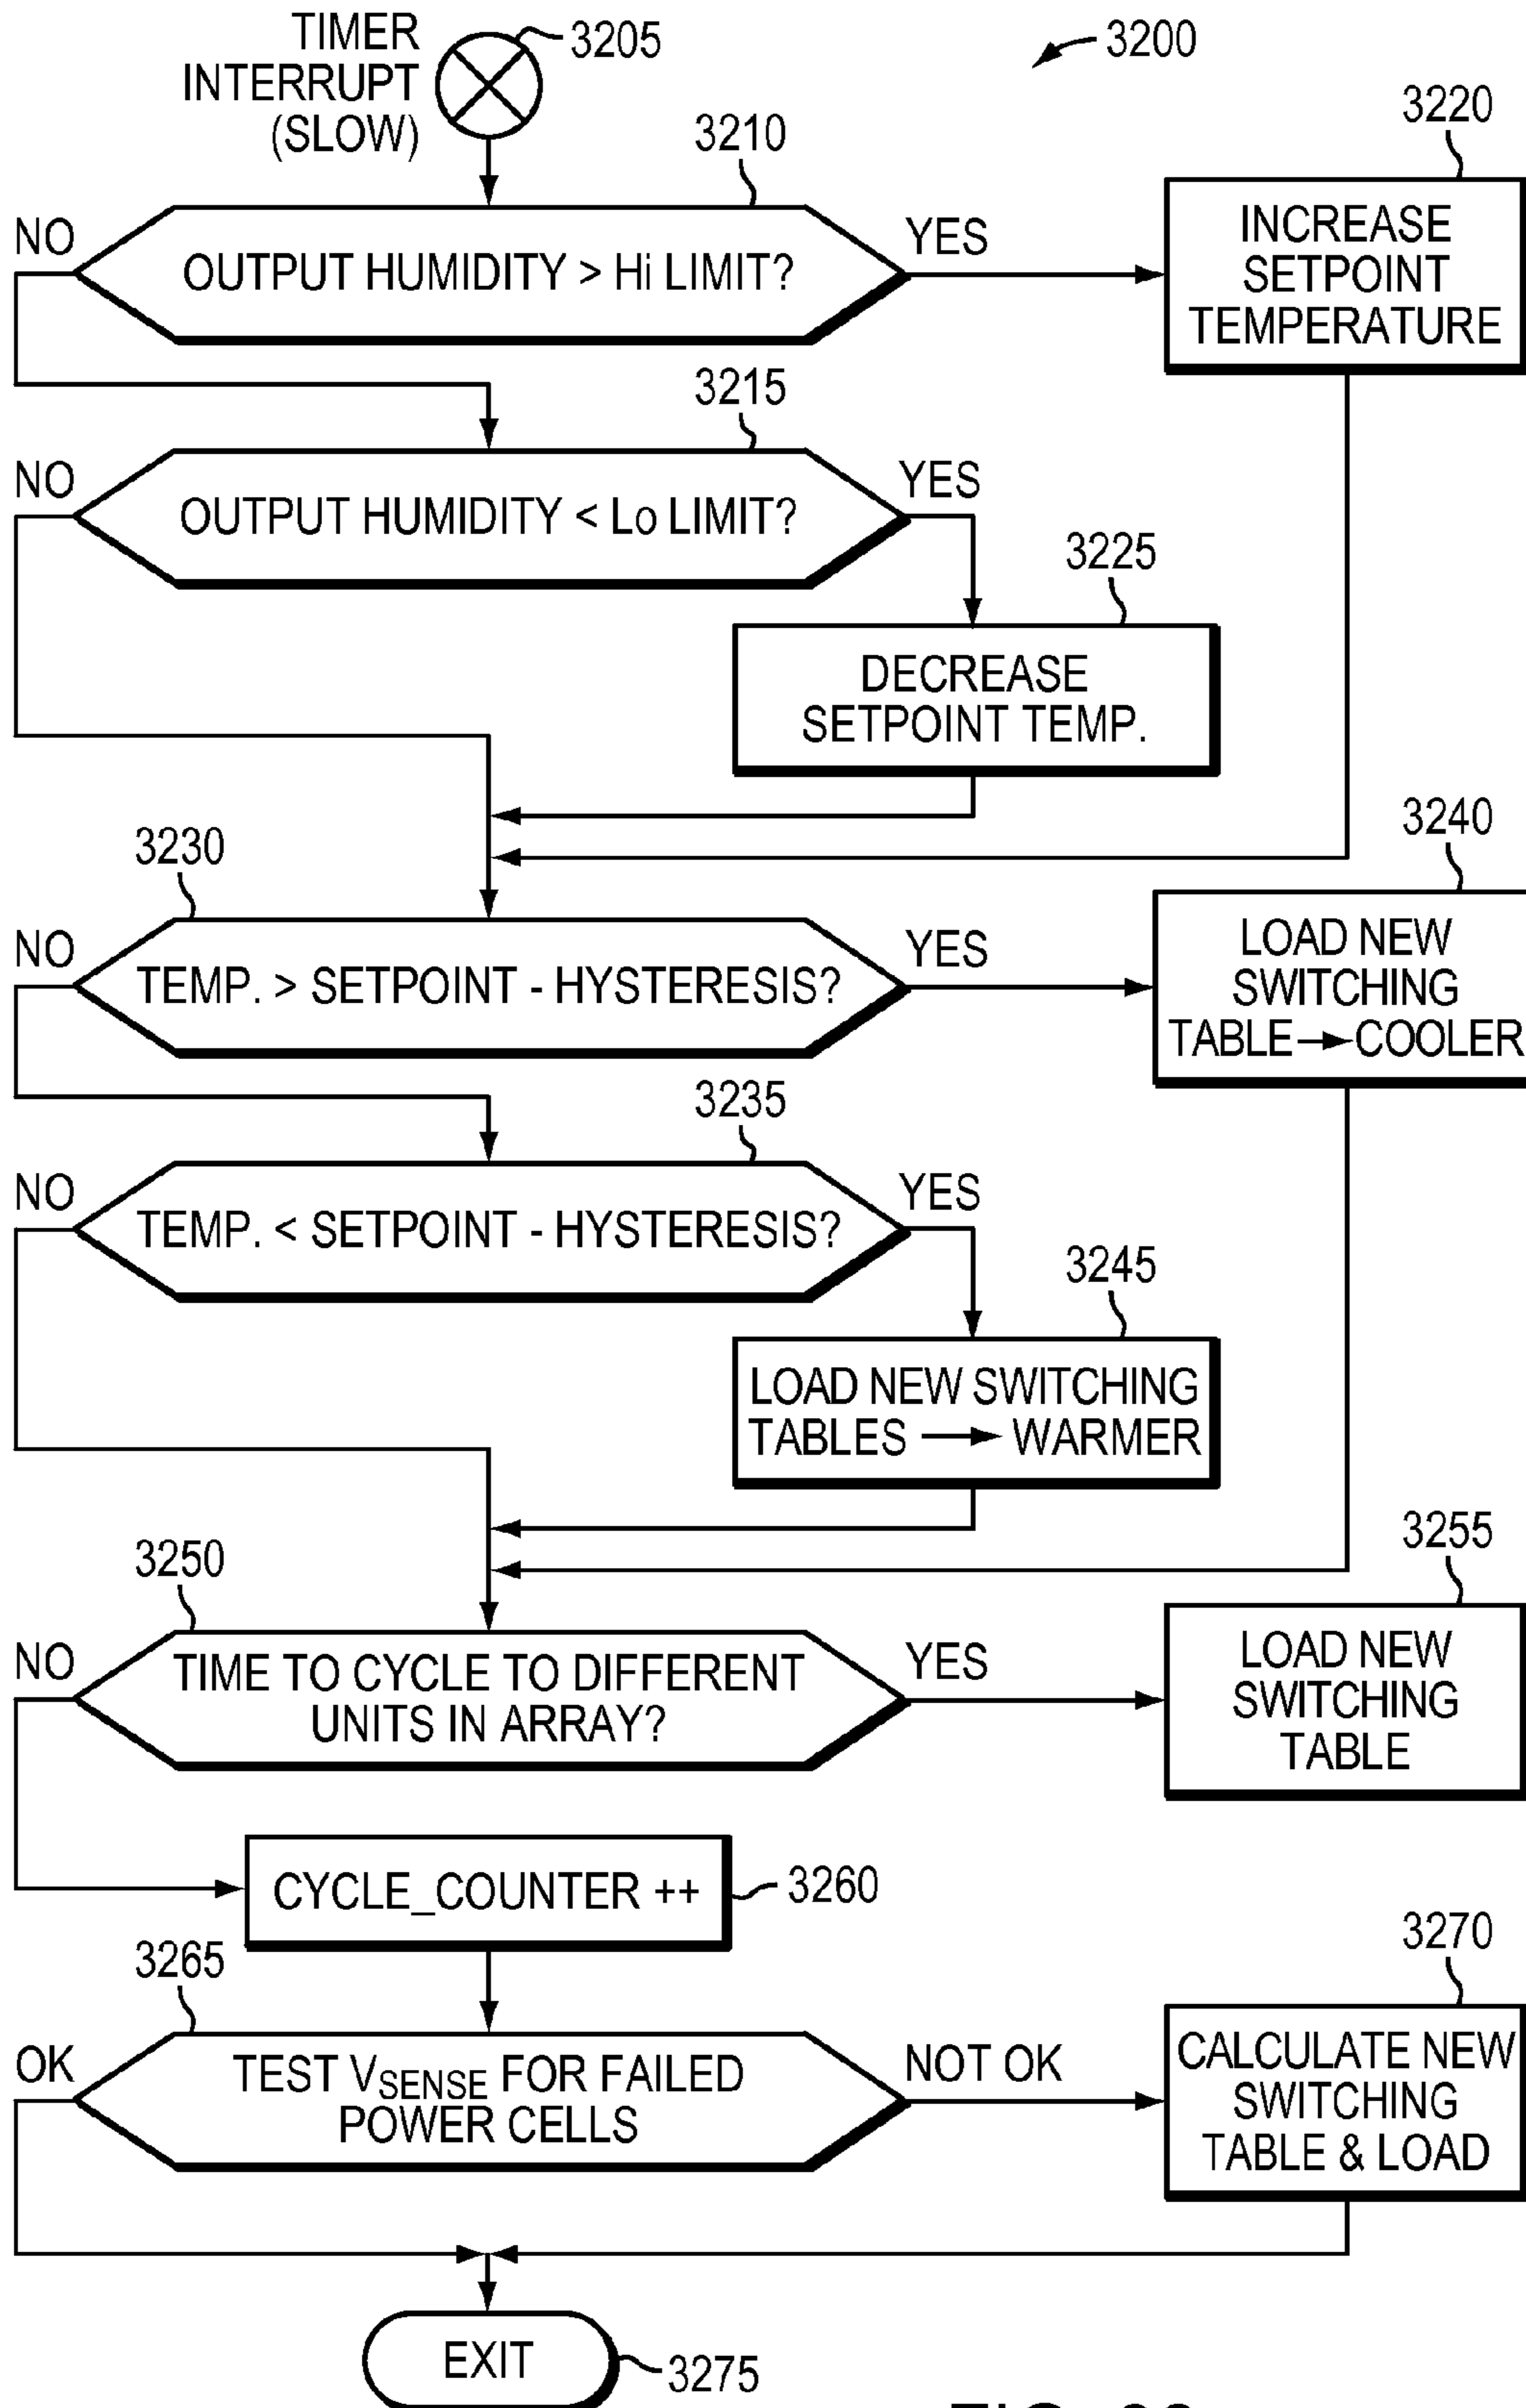 TIMER
INTERRUPT
(SLOW)
3205
3200
3210
3220
NO
OUTPUT HUMIDITY > Hi LIMIT?
YES
INCREASE
SETPOINT
TEMPERATURE
3215
NO
OUTPUT HUMIDITY < Lo LIMIT?
YES
3225
DECREASE
SETPOINT TEMP.
3230
3240
NO
TEMP. > SETPOINT - HYSTERESIS?
YES
LOAD NEW
SWITCHING
TABLE → COOLER
3235
NO
TEMP. < SETPOINT - HYSTERESIS?
YES
3245
LOAD NEW SWITCHING
TABLES → WARMER
3250
3255
NO
TIME TO CYCLE TO DIFFERENT
UNITS IN ARRAY?
YES
LOAD NEW
SWITCHING
TABLE
CYCLE_COUNTER ++
3260
3265
3270
OK
TEST VSENSE FOR FAILED
POWER CELLS
NOT OK
CALCULATE NEW
SWITCHING
TABLE & LOAD
EXIT
3275